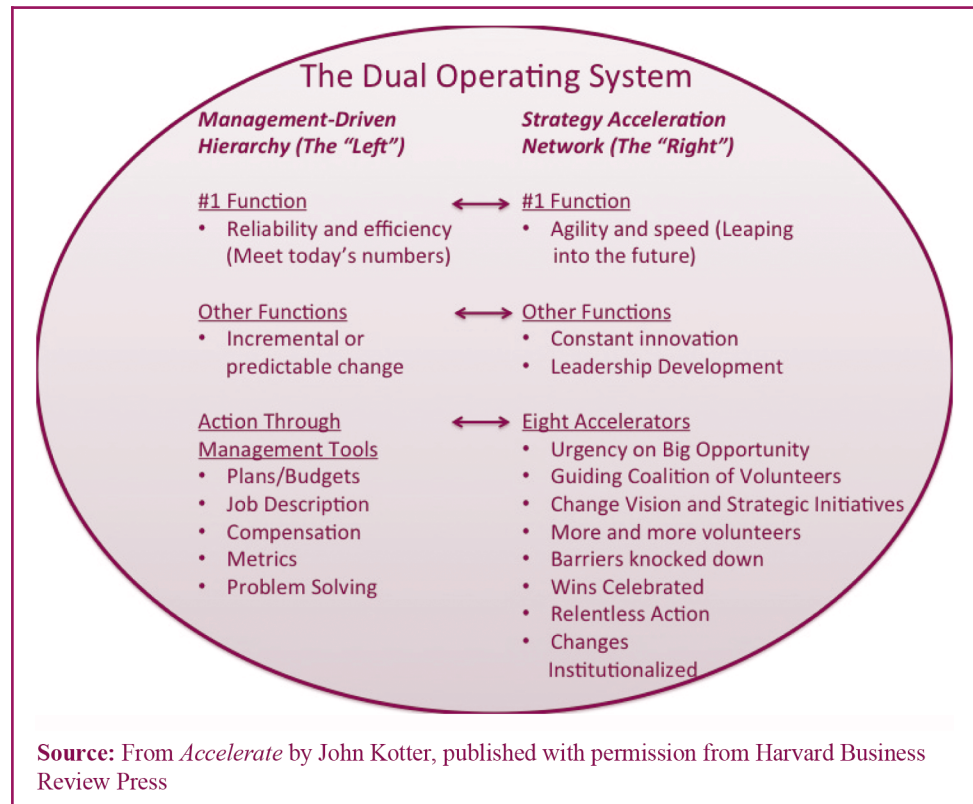 The Dual Operating System
Management-Driven
Hierarchy (The “Left”)
#1 Function
• Reliability and efficiency
(Meet today’s numbers)
Other Functions
• Incremental or
predictable change
Action Through
Management Tools
• Plans/Budgets
• Job Description
• Compensation
• Metrics
• Problem Solving
Strategy Acceleration
Network (The “Right”)
#1 Function
• Agility and speed (Leaping
into the future)
Other Functions
• Constant innovation
• Leadership Development
Eight Accelerators
• Urgency on Big Opportunity
• Guiding Coalition of Volunteers
• Change Vision and Strategic Initiatives
• More and more volunteers
• Barriers knocked down
• Wins Celebrated
• Relentless Action
• Changes
Institutionalized
Source: From Accelerate by John Kotter, published with permission from Harvard Business
Review Press